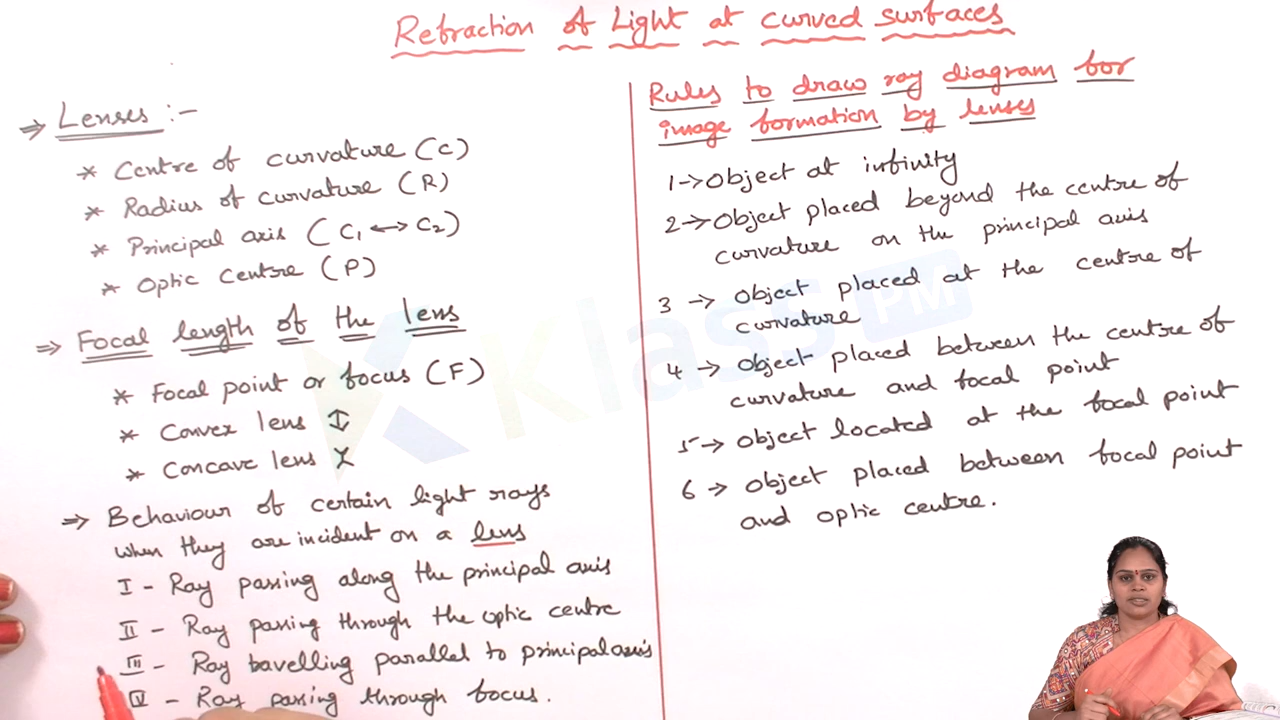 Refraction of Light at curved surfaces
⇒ Lenses :-
* Centre of curvature (C)
* Radius of curvature (R)
* Principal axis (C₁ ↔ C₂)
* Optic Centre (P)
⇒ Focal length of the lens
* Focal point or focus (F)
* Convex lens
* Concave lens
⇒ Behaviour of certain light rays
when they are incident on a lens
I - Ray passing along the principal axis
II - Ray passing through the optic centre
III - Ray travelling parallel to principal axis
IV - Ray passing through focus.
Rules to draw ray diagram for
image formation by lenses
1 → Object at infinity
2 → Object placed beyond the centre of
curvature on the principal axis
3 → Object placed at the centre of
curvature
4 → Object placed between the centre of
curvature and focal point
5 → Object located at the focal point
6 → Object placed between focal point
and optic centre.
Klass PM